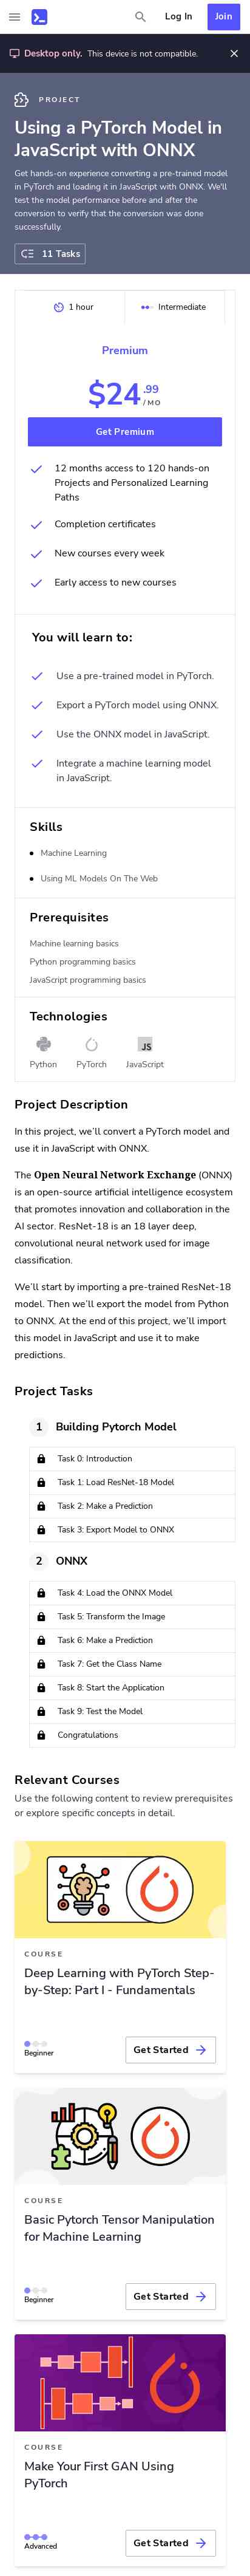 Log In
Join
Desktop only. This device is not compatible.
PROJECT
Using a PyTorch Model in
JavaScript with ONNX
Get hands-on experience converting a pre-trained model
in PyTorch and loading it in JavaScript with ONNX. We'll
test the model performance before and after the
conversion to verify that the conversion was done
successfully.
11 Tasks
1 hour
Intermediate
Premium
$24.99
/MO
Get Premium
12 months access to 120 hands-on
Projects and Personalized Learning
Paths
Completion certificates
New courses every week
Early access to new courses
You will learn to:
Use a pre-trained model in PyTorch.
Export a PyTorch model using ONNX.
Use the ONNX model in JavaScript.
Integrate a machine learning model
in JavaScript.
Skills
Machine Learning
Using ML Models On The Web
Prerequisites
Machine learning basics
Python programming basics
JavaScript programming basics
Technologies
JS
Python
PyTorch
JavaScript
Project Description
In this project, we’ll convert a PyTorch model and
use it in JavaScript with ONNX.
The Open Neural Network Exchange (ONNX)
is an open-source artificial intelligence ecosystem
that promotes innovation and collaboration in the
AI sector. ResNet-18 is an 18 layer deep,
convolutional neural network used for image
classification.
We’ll start by importing a pre-trained ResNet-18
model. Then we’ll export the model from Python
to ONNX. At the end of this project, we’ll import
this model in JavaScript and use it to make
predictions.
Project Tasks
1 Building Pytorch Model
Task 0: Introduction
Task 1: Load ResNet-18 Model
Task 2: Make a Prediction
Task 3: Export Model to ONNX
2 ONNX
Task 4: Load the ONNX Model
Task 5: Transform the Image
Task 6: Make a Prediction
Task 7: Get the Class Name
Task 8: Start the Application
Task 9: Test the Model
Congratulations
Relevant Courses
Use the following content to review prerequisites
or explore specific concepts in detail.
COURSE
Deep Learning with PyTorch Step-
by-Step: Part I - Fundamentals
Beginner
Get Started
COURSE
Basic Pytorch Tensor Manipulation
for Machine Learning
Beginner
Get Started
COURSE
Make Your First GAN Using
PyTorch
Advanced
Get Started